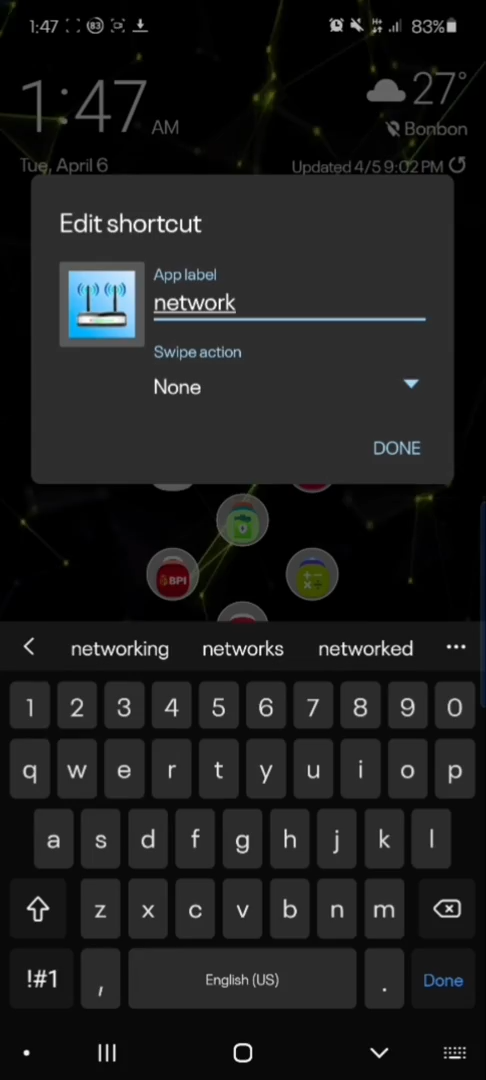 1:47
83
83%
1:47 AM
27°
Bonbon
Tue, April 6
Updated 4/5 9:02 PM
Edit shortcut
App label
network
Swipe action
None
DONE
BPI
networking networks networked
1 2 3 4 5 6 7 8 9 0
q w e r t y u i o p
a s d f g h j k l
z x c v b n m
!#1 , English (US) . Done